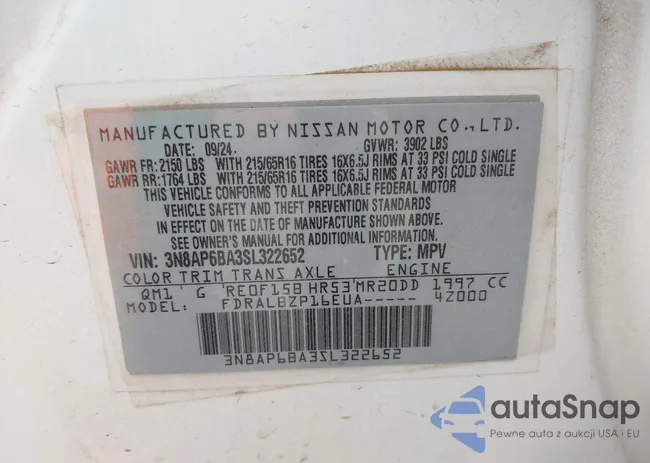 MANUFACTURED BY NISSAN MOTOR CO., LTD.
DATE: 09/24. GVWR: 3902 LBS
GAWR FR: 2150 LBS WITH 215/65R16 TIRES 16X6.5J RIMS AT 33 PSI COLD SINGLE
GAWR RR: 1764 LBS WITH 215/65R16 TIRES 16X6.5J RIMS AT 33 PSI COLD SINGLE
THIS VEHICLE CONFORMS TO ALL APPLICABLE FEDERAL MOTOR
VEHICLE SAFETY AND THEFT PREVENTION STANDARDS
IN EFFECT ON THE DATE OF MANUFACTURE SHOWN ABOVE.
SEE OWNER'S MANUAL FOR MORE INFORMATION.
VIN: 3N8AP6BA3SL322652 TYPE: MPV
COLOR TRIM TRANS AXLE ENGINE
QM1 G RE0F15B HR53 MR20DD 1997 CC
MODEL: FDRALBZP16EUA----- 4Z000
3N8AP6BA3SL322652
autaSnap
Pewne auta z aukcji USA i EU